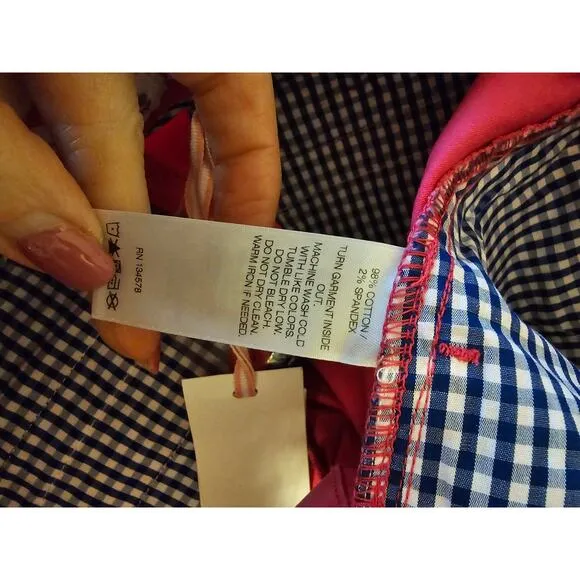 98% COTTON/
2% SPANDEX
TURN GARMENT INSIDE
OUT.
MACHINE WASH COLD
WITH LIKE COLORS.
TUMBLE DRY LOW.
DO NOT BLEACH.
DO NOT DRY CLEAN.
WARM IRON IF NEEDED.
RN 134578